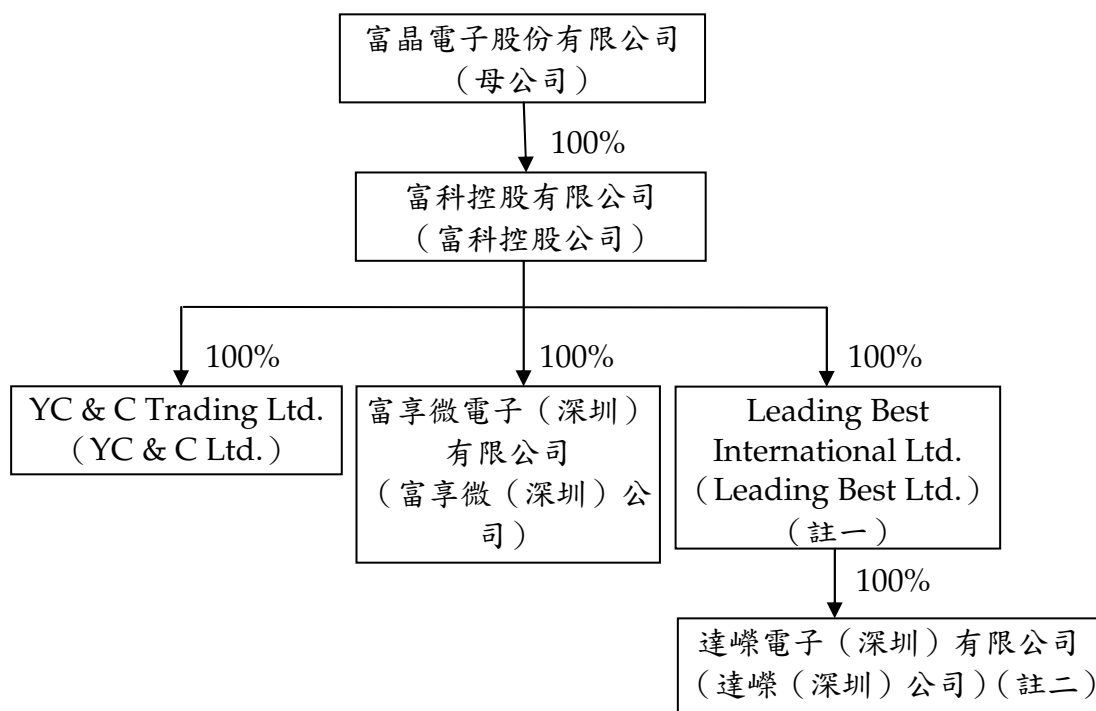 富晶電子股份有限公司
（母公司）
100%
富科控股有限公司
（富科控股公司）
100%
100%
100%
YC & C Trading Ltd.
（YC & C Ltd.）
富享微電子（深圳）
有限公司
（富享微（深圳）公
司）
Leading Best
International Ltd.
（Leading Best Ltd.）
（註一）
100%
達嶸電子（深圳）有限公司
（達嶸（深圳）公司）（註二）